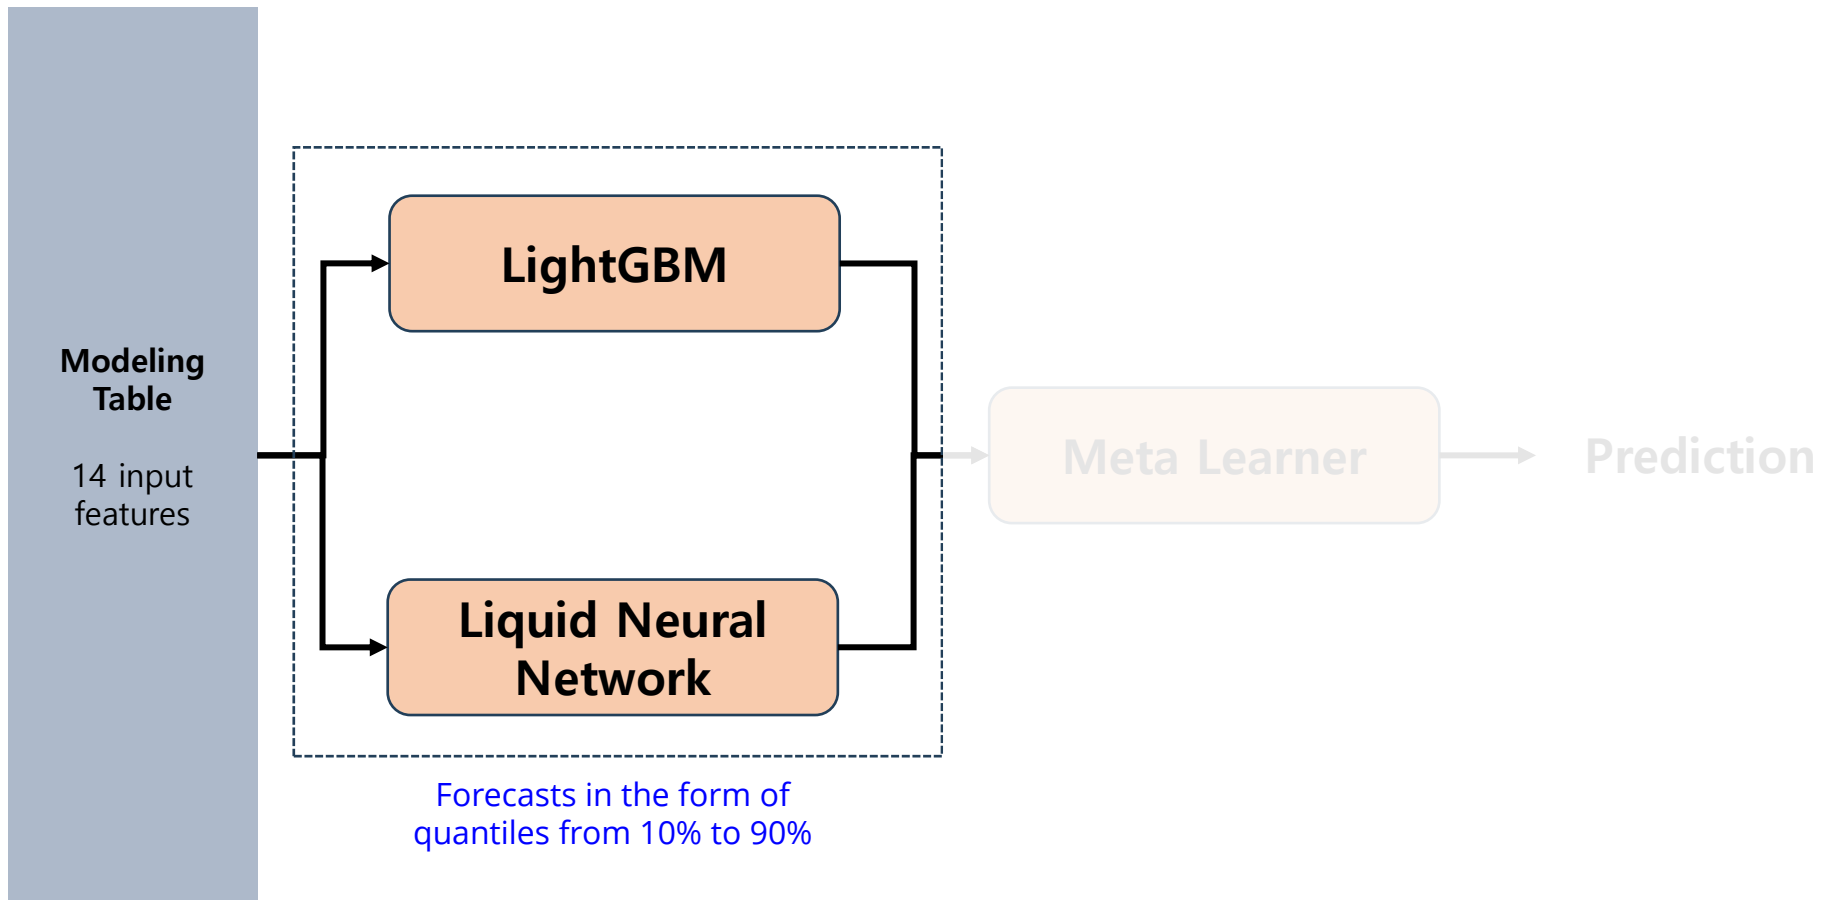 Modeling
Table
14 input
features
LightGBM
Liquid Neural
Network
Forecasts in the form of
quantiles from 10% to 90%
Meta Learner
Prediction